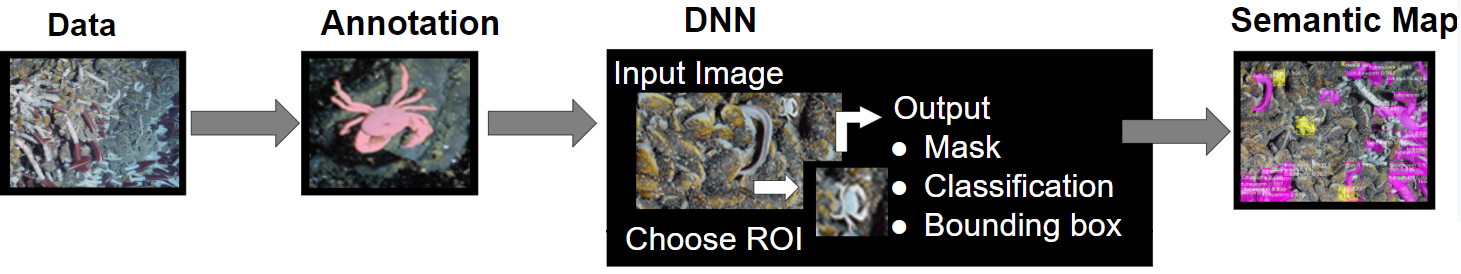 Data
Annotation
DNN
Semantic Map
Input Image
Output
● Mask
● Classification
● Bounding box
Choose ROI